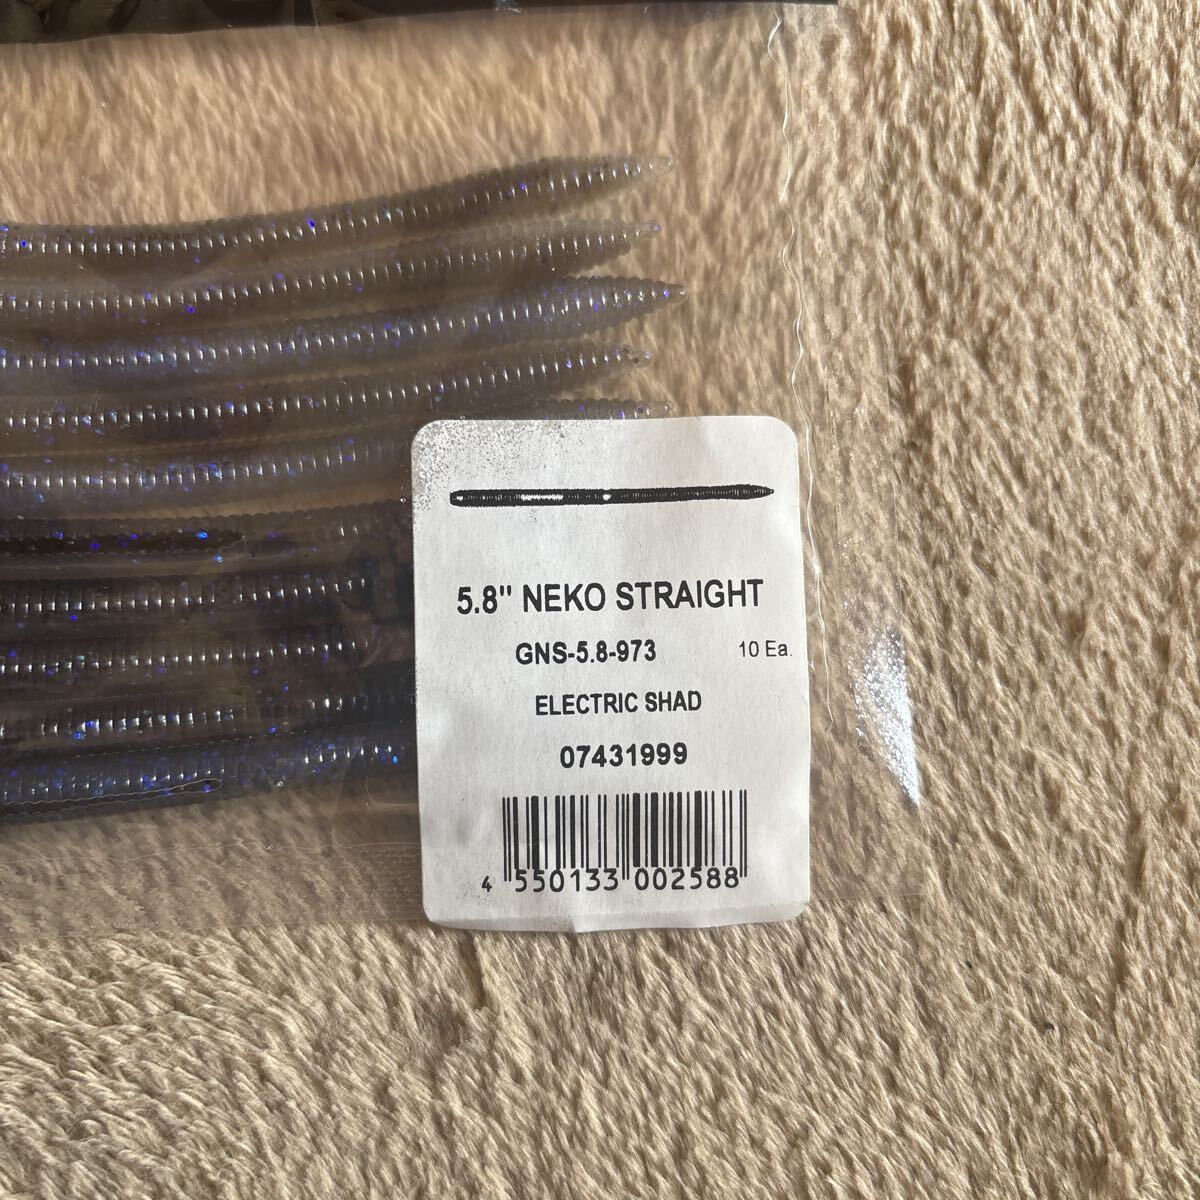 5.8" NEKO STRAIGHT
GNS-5.8-973 10 Ea.
ELECTRIC SHAD
07431999
4 550133 002588